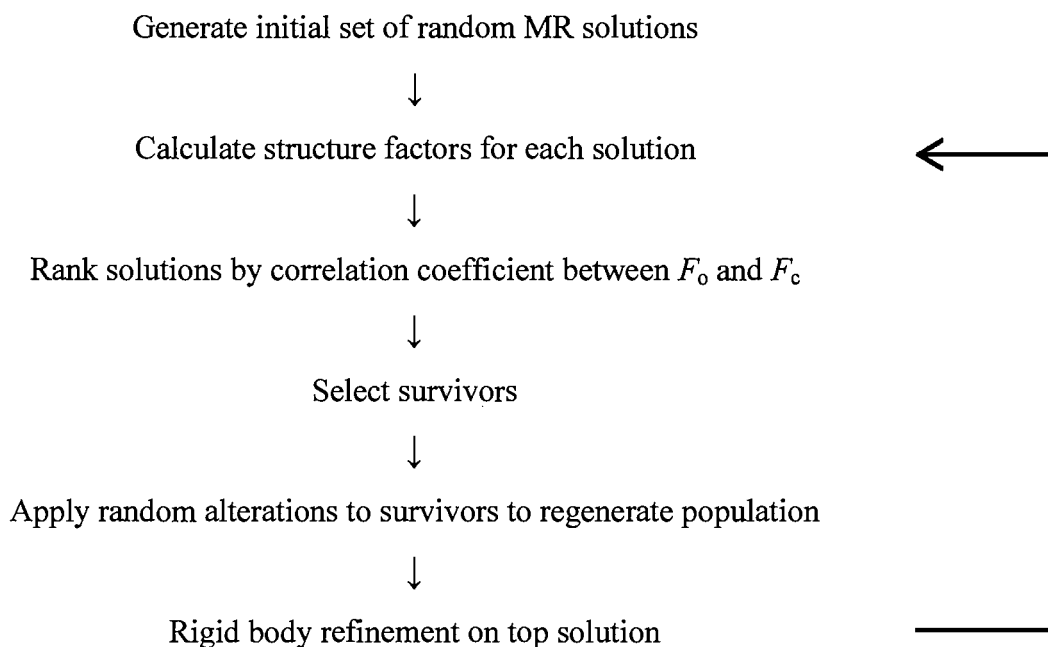 Generate initial set of random MR solutions
↓
Calculate structure factors for each solution
↓
Rank solutions by correlation coefficient between Fo and Fc
↓
Select survivors
↓
Apply random alterations to survivors to regenerate population
↓
Rigid body refinement on top solution